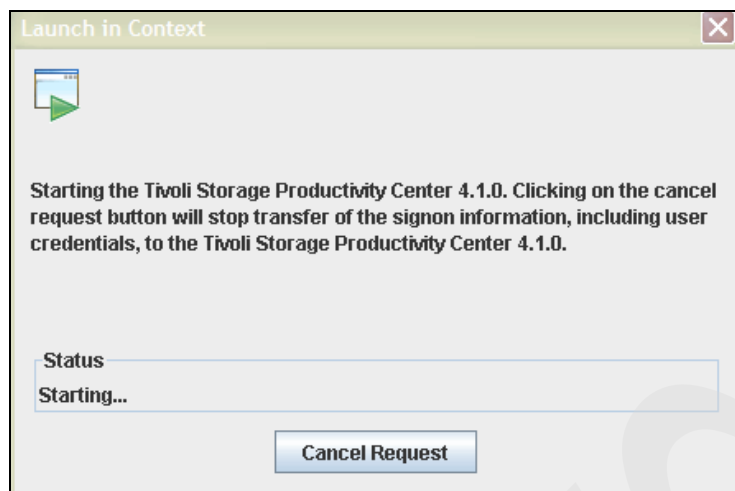 Launch in Context
Starting the Tivoli Storage Productivity Center 4.1.0. Clicking on the cancel
request button will stop transfer of the signon information, including user
credentials, to the Tivoli Storage Productivity Center 4.1.0.
Status
Starting...
Cancel Request